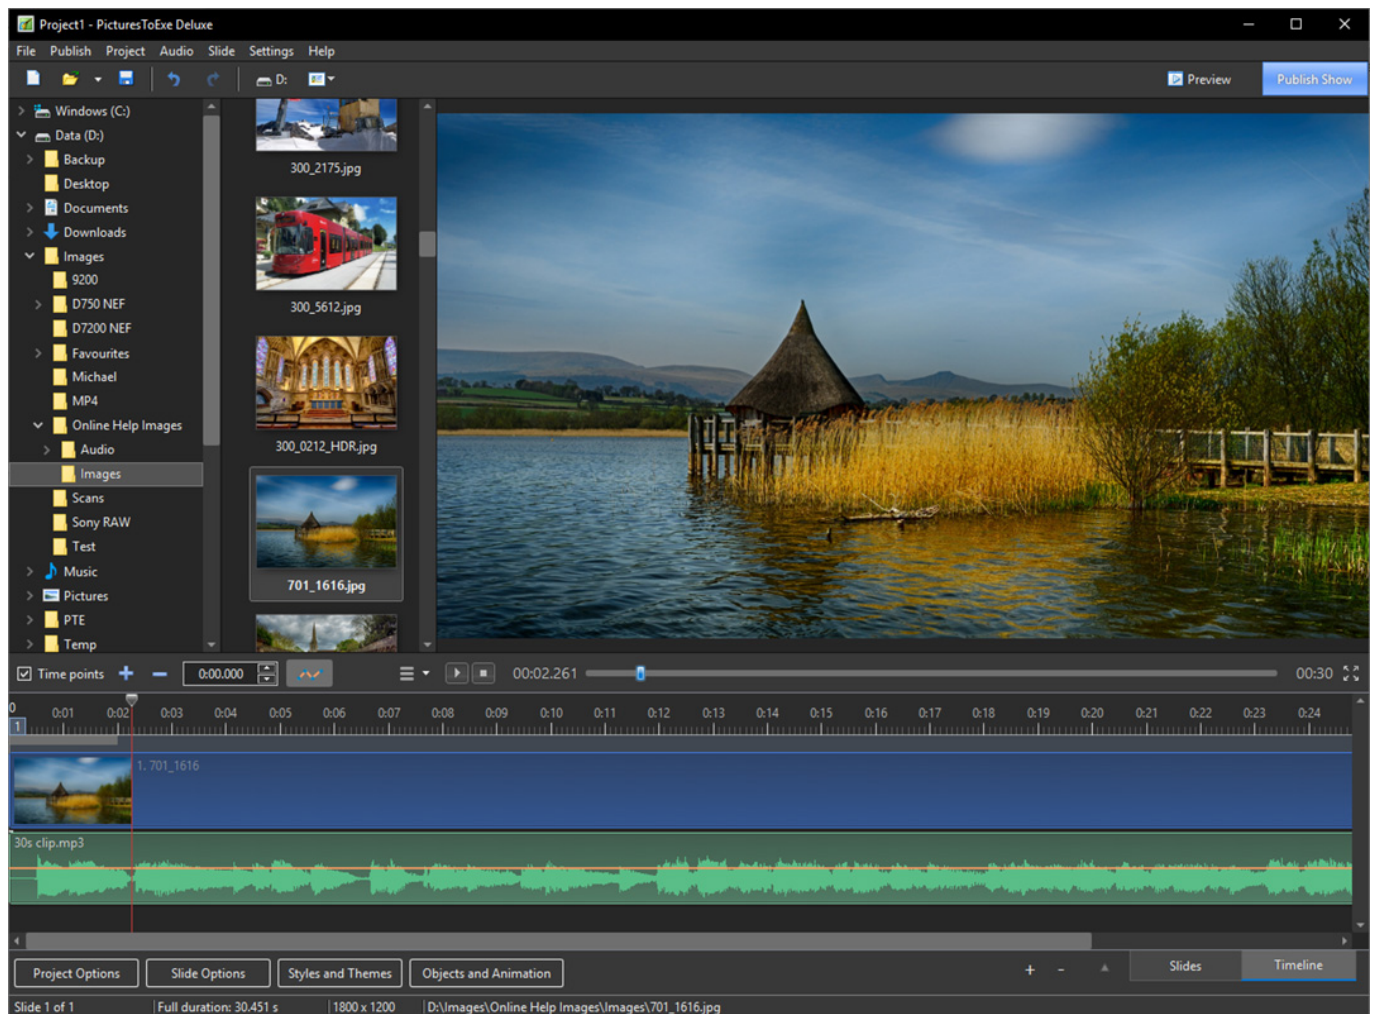 Project1 - PicturesToExe Deluxe
File Publish Project Audio Slide Settings Help
D: Preview Publish Show
Windows (C:)
Data (D:)
Backup
Desktop
Documents
Downloads
Images
9200
D750 NEF
D7200 NEF
Favourites
Michael
MP4
Online Help Images
Audio
Images
Scans
Sony RAW
Test
Music
Pictures
PTE
Temp
300_2175.jpg
300_5612.jpg
300_0212_HDR.jpg
701_1616.jpg
Time points 0:00.000 00:02.261 00:30
0 0:01 0:02 0:03 0:04 0:05 0:06 0:07 0:08 0:09 0:10 0:11 0:12 0:13 0:14 0:15 0:16 0:17 0:18 0:19 0:20 0:21 0:22 0:23 0:24
1
1. 701_1616
30s clip.mp3
Project Options Slide Options Styles and Themes Objects and Animation + - Slides Timeline
Slide 1 of 1 Full duration: 30.451 s 1800 x 1200 D:\Images\Online Help Images\Images\701_1616.jpg